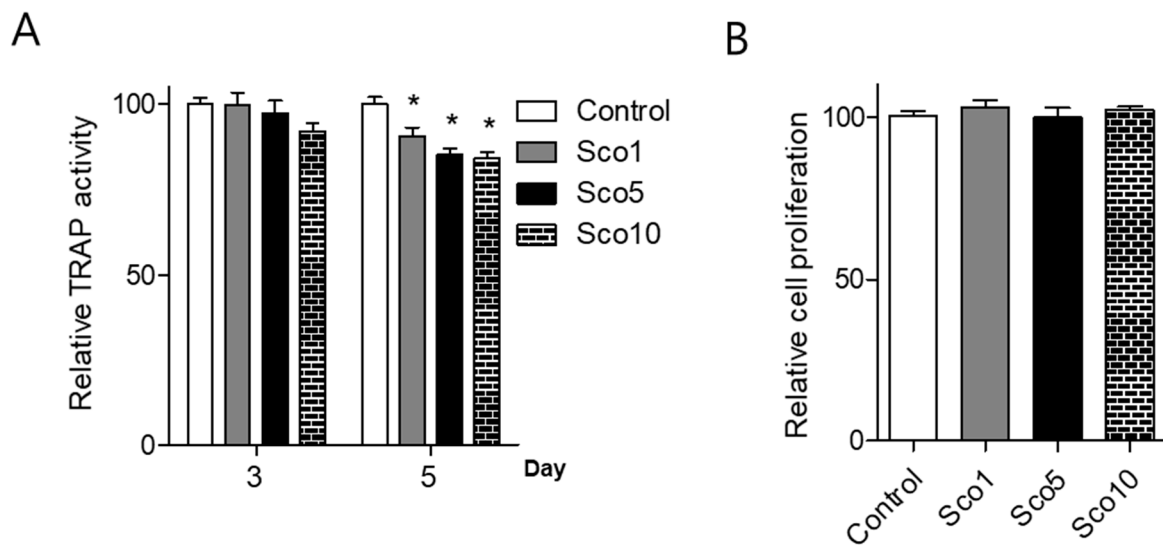 A
Relative TRAP activity
100
50
0
3
5
Day
*
*
*
Control
Sco1
Sco5
Sco10
B
Relative cell proliferation
100
50
0
Control
Sco1
Sco5
Sco10